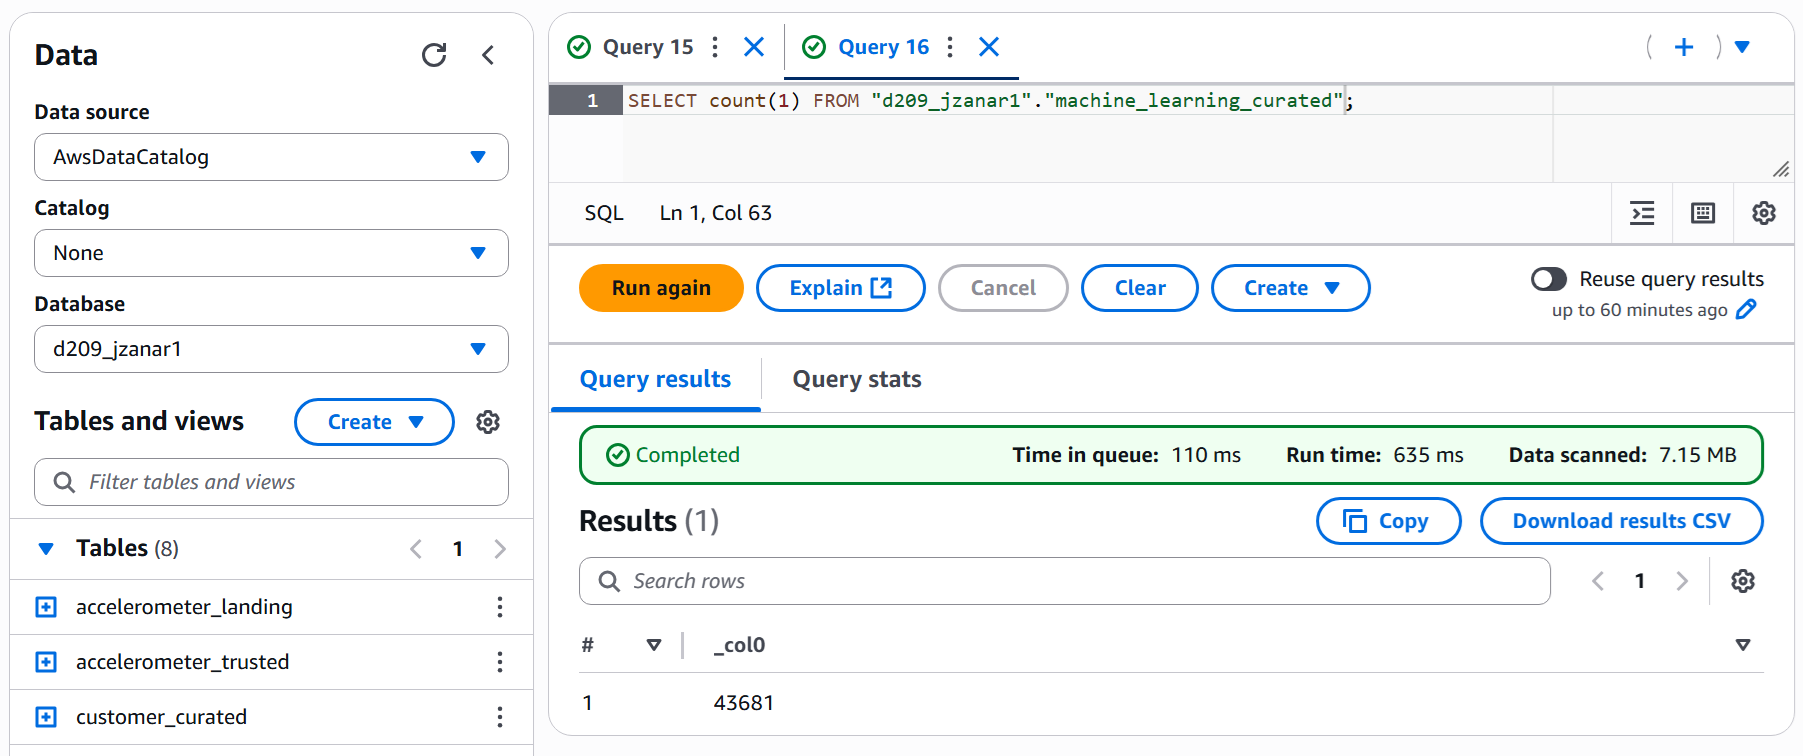 Data
Data source
AwsDataCatalog
Catalog
None
Database
d209_jzanar1
Tables and views
Create
Filter tables and views
Tables (8)
1
accelerometer_landing
accelerometer_trusted
customer_curated
Query 15
Query 16
1 SELECT count(1) FROM "d209_jzanar1"."machine_learning_curated";
SQL Ln 1, Col 63
Run again
Explain
Cancel
Clear
Create
Reuse query results
up to 60 minutes ago
Query results
Query stats
Completed
Time in queue: 110 ms
Run time: 635 ms
Data scanned: 7.15 MB
Results (1)
Copy
Download results CSV
Search rows
1
# _col0
1 43681